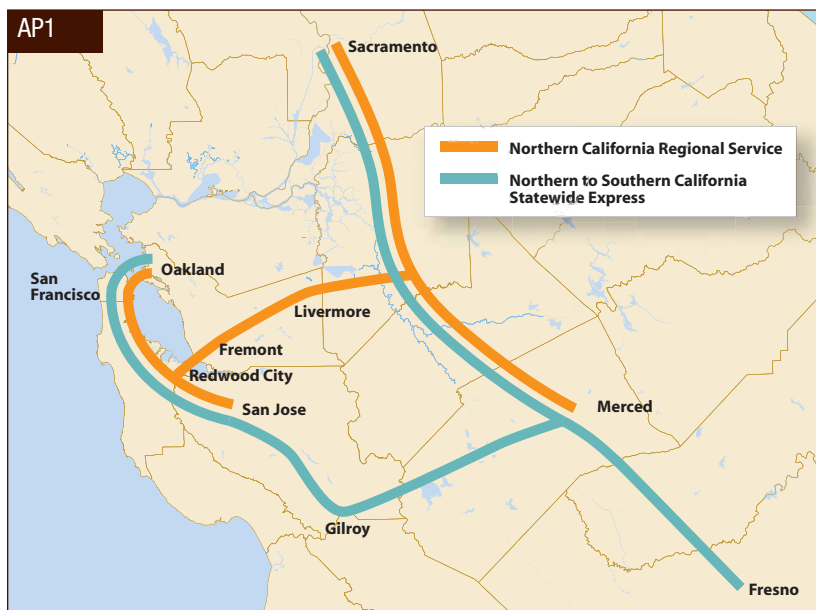 AP1
Sacramento
Northern California Regional Service
Northern to Southern California
Statewide Express
Oakland
San
Francisco
Livermore
Fremont
Redwood City
San Jose
Merced
Gilroy
Fresno